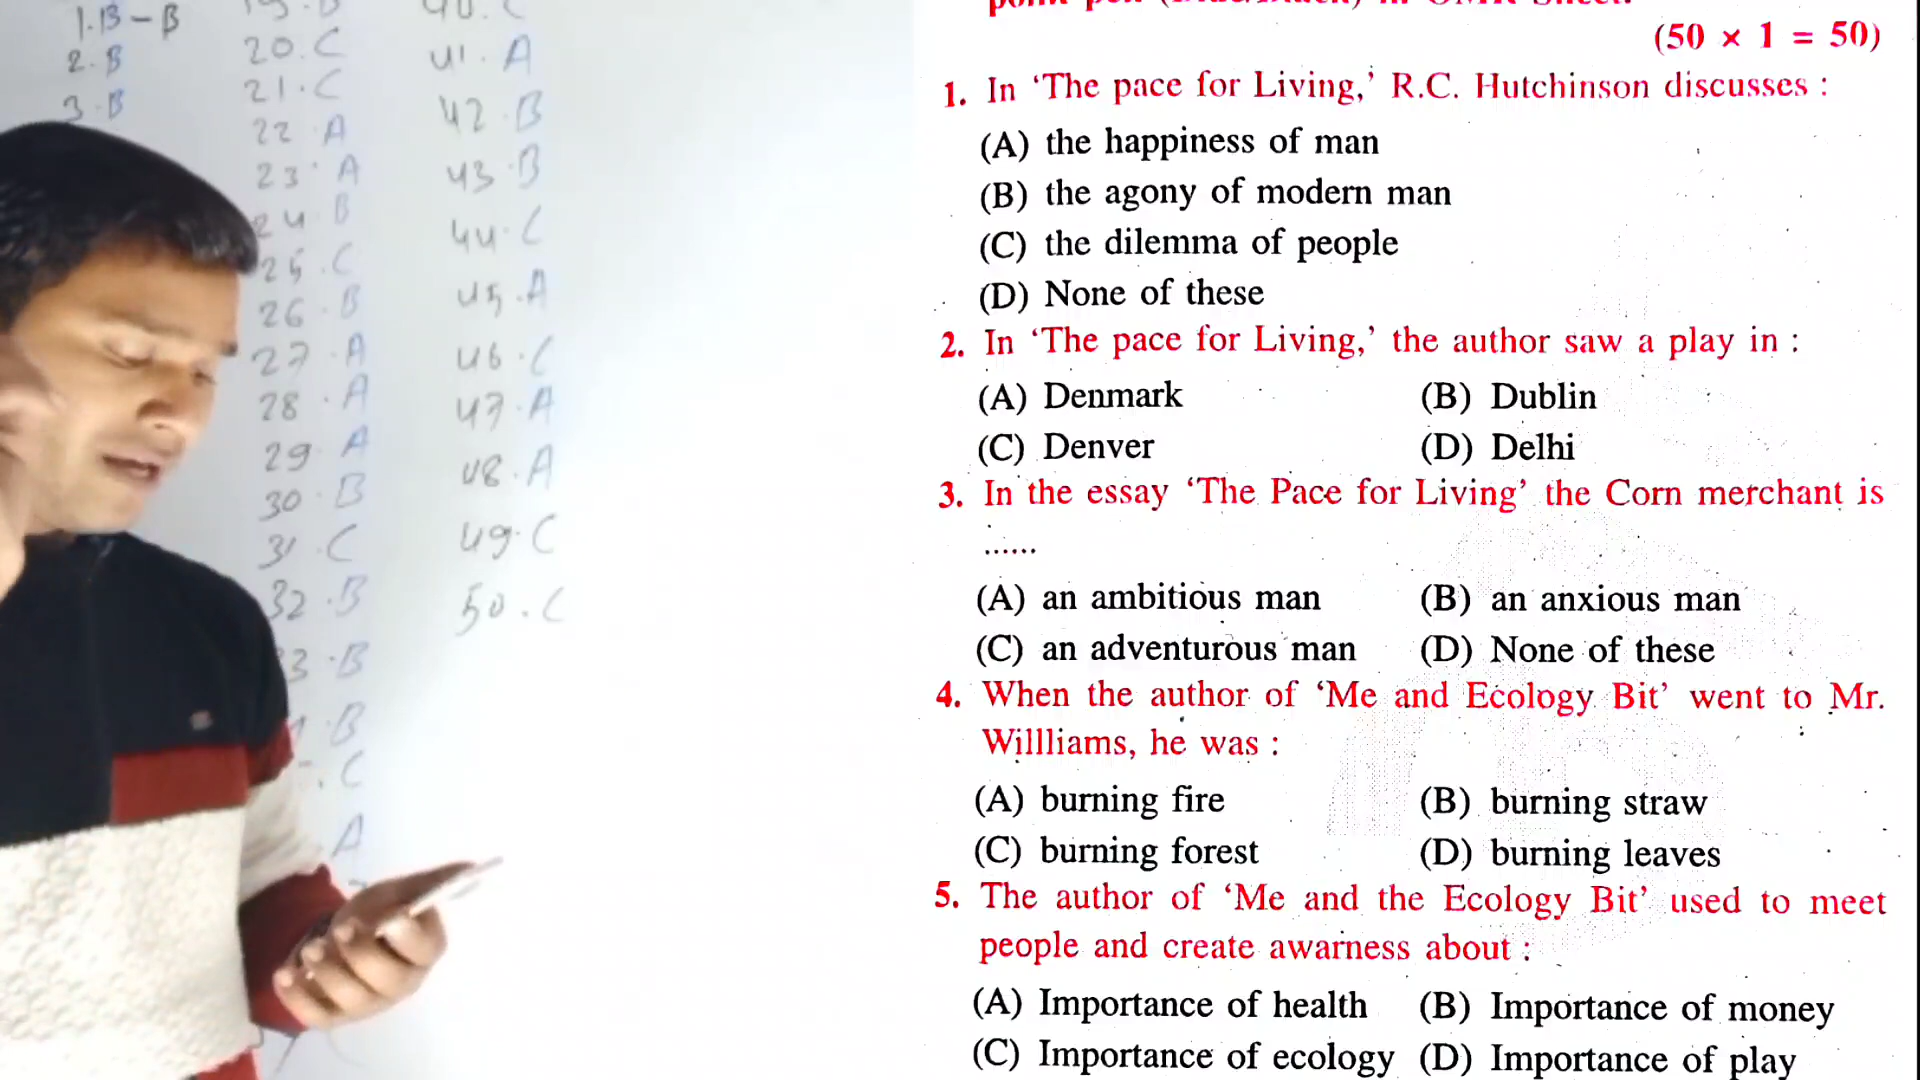 1.B - B
2. B
3. B
19. B
20. C
21. C
22. A
23. A
24. B
25. C
26. B
27. A
28. A
29. A
30. B
31. C
32. B
3. B
. B
. C
. A
40. C
41. A
42. B
43. B
44. C
45. A
46. C
47. A
48. A
49. C
50. C
(50 × 1 = 50)
1. In ‘The pace for Living,’ R.C. Hutchinson discusses :
(A) the happiness of man
(B) the agony of modern man
(C) the dilemma of people
(D) None of these
2. In ‘The pace for Living,’ the author saw a play in :
(A) Denmark (B) Dublin
(C) Denver (D) Delhi
3. In the essay ‘The Pace for Living’ the Corn merchant is
......
(A) an ambitious man (B) an anxious man
(C) an adventurous man (D) None of these
4. When the author of ‘Me and Ecology Bit’ went to Mr.
Willliams, he was :
(A) burning fire (B) burning straw
(C) burning forest (D) burning leaves
5. The author of ‘Me and the Ecology Bit’ used to meet
people and create awarness about :
(A) Importance of health (B) Importance of money
(C) Importance of ecology (D) Importance of play